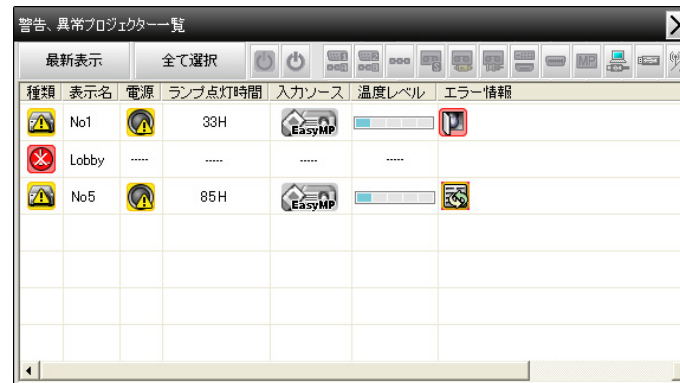 警告、異常プロジェクター一覧
最新表示 全て選択 MP
種類 表示名 電源 ランプ点灯時間 入力ソース 温度レベル エラー情報
No1 33H EasyMP
Lobby ----- ----- ----- -----
No5 85H EasyMP